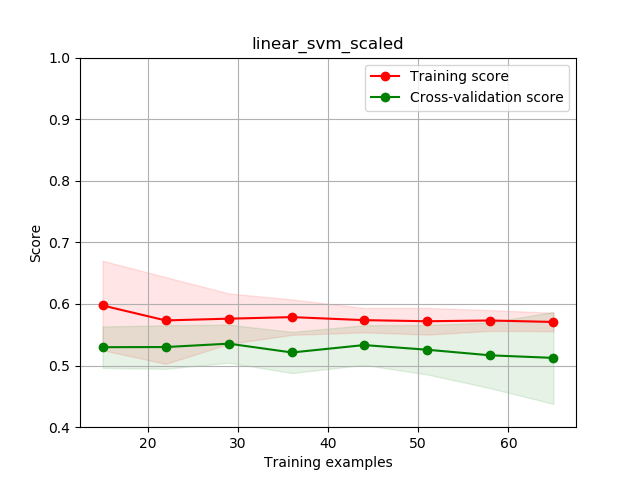 linear_svm_scaled
Training score
Cross-validation score
1.0
0.9
0.8
0.7
0.6
0.5
0.4
Score
20
30
40
50
60
Training examples